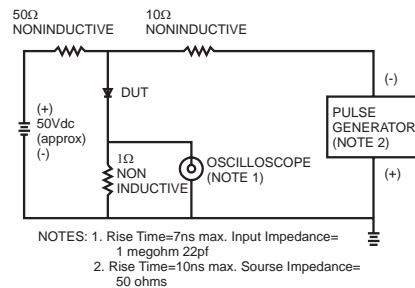 50Ω
NONINDUCTIVE
10Ω
NONINDUCTIVE
DUT
(+)
50Vdc
(approx)
(-)
1Ω
NON
INDUCTIVE
OSCILLOSCOPE
(NOTE 1)
(-)
PULSE
GENERATOR
(NOTE 2)
(+)
NOTES: 1. Rise Time=7ns max. Input Impedance=
1 megohm 22pf
2. Rise Time=10ns max. Sourse Impedance=
50 ohms